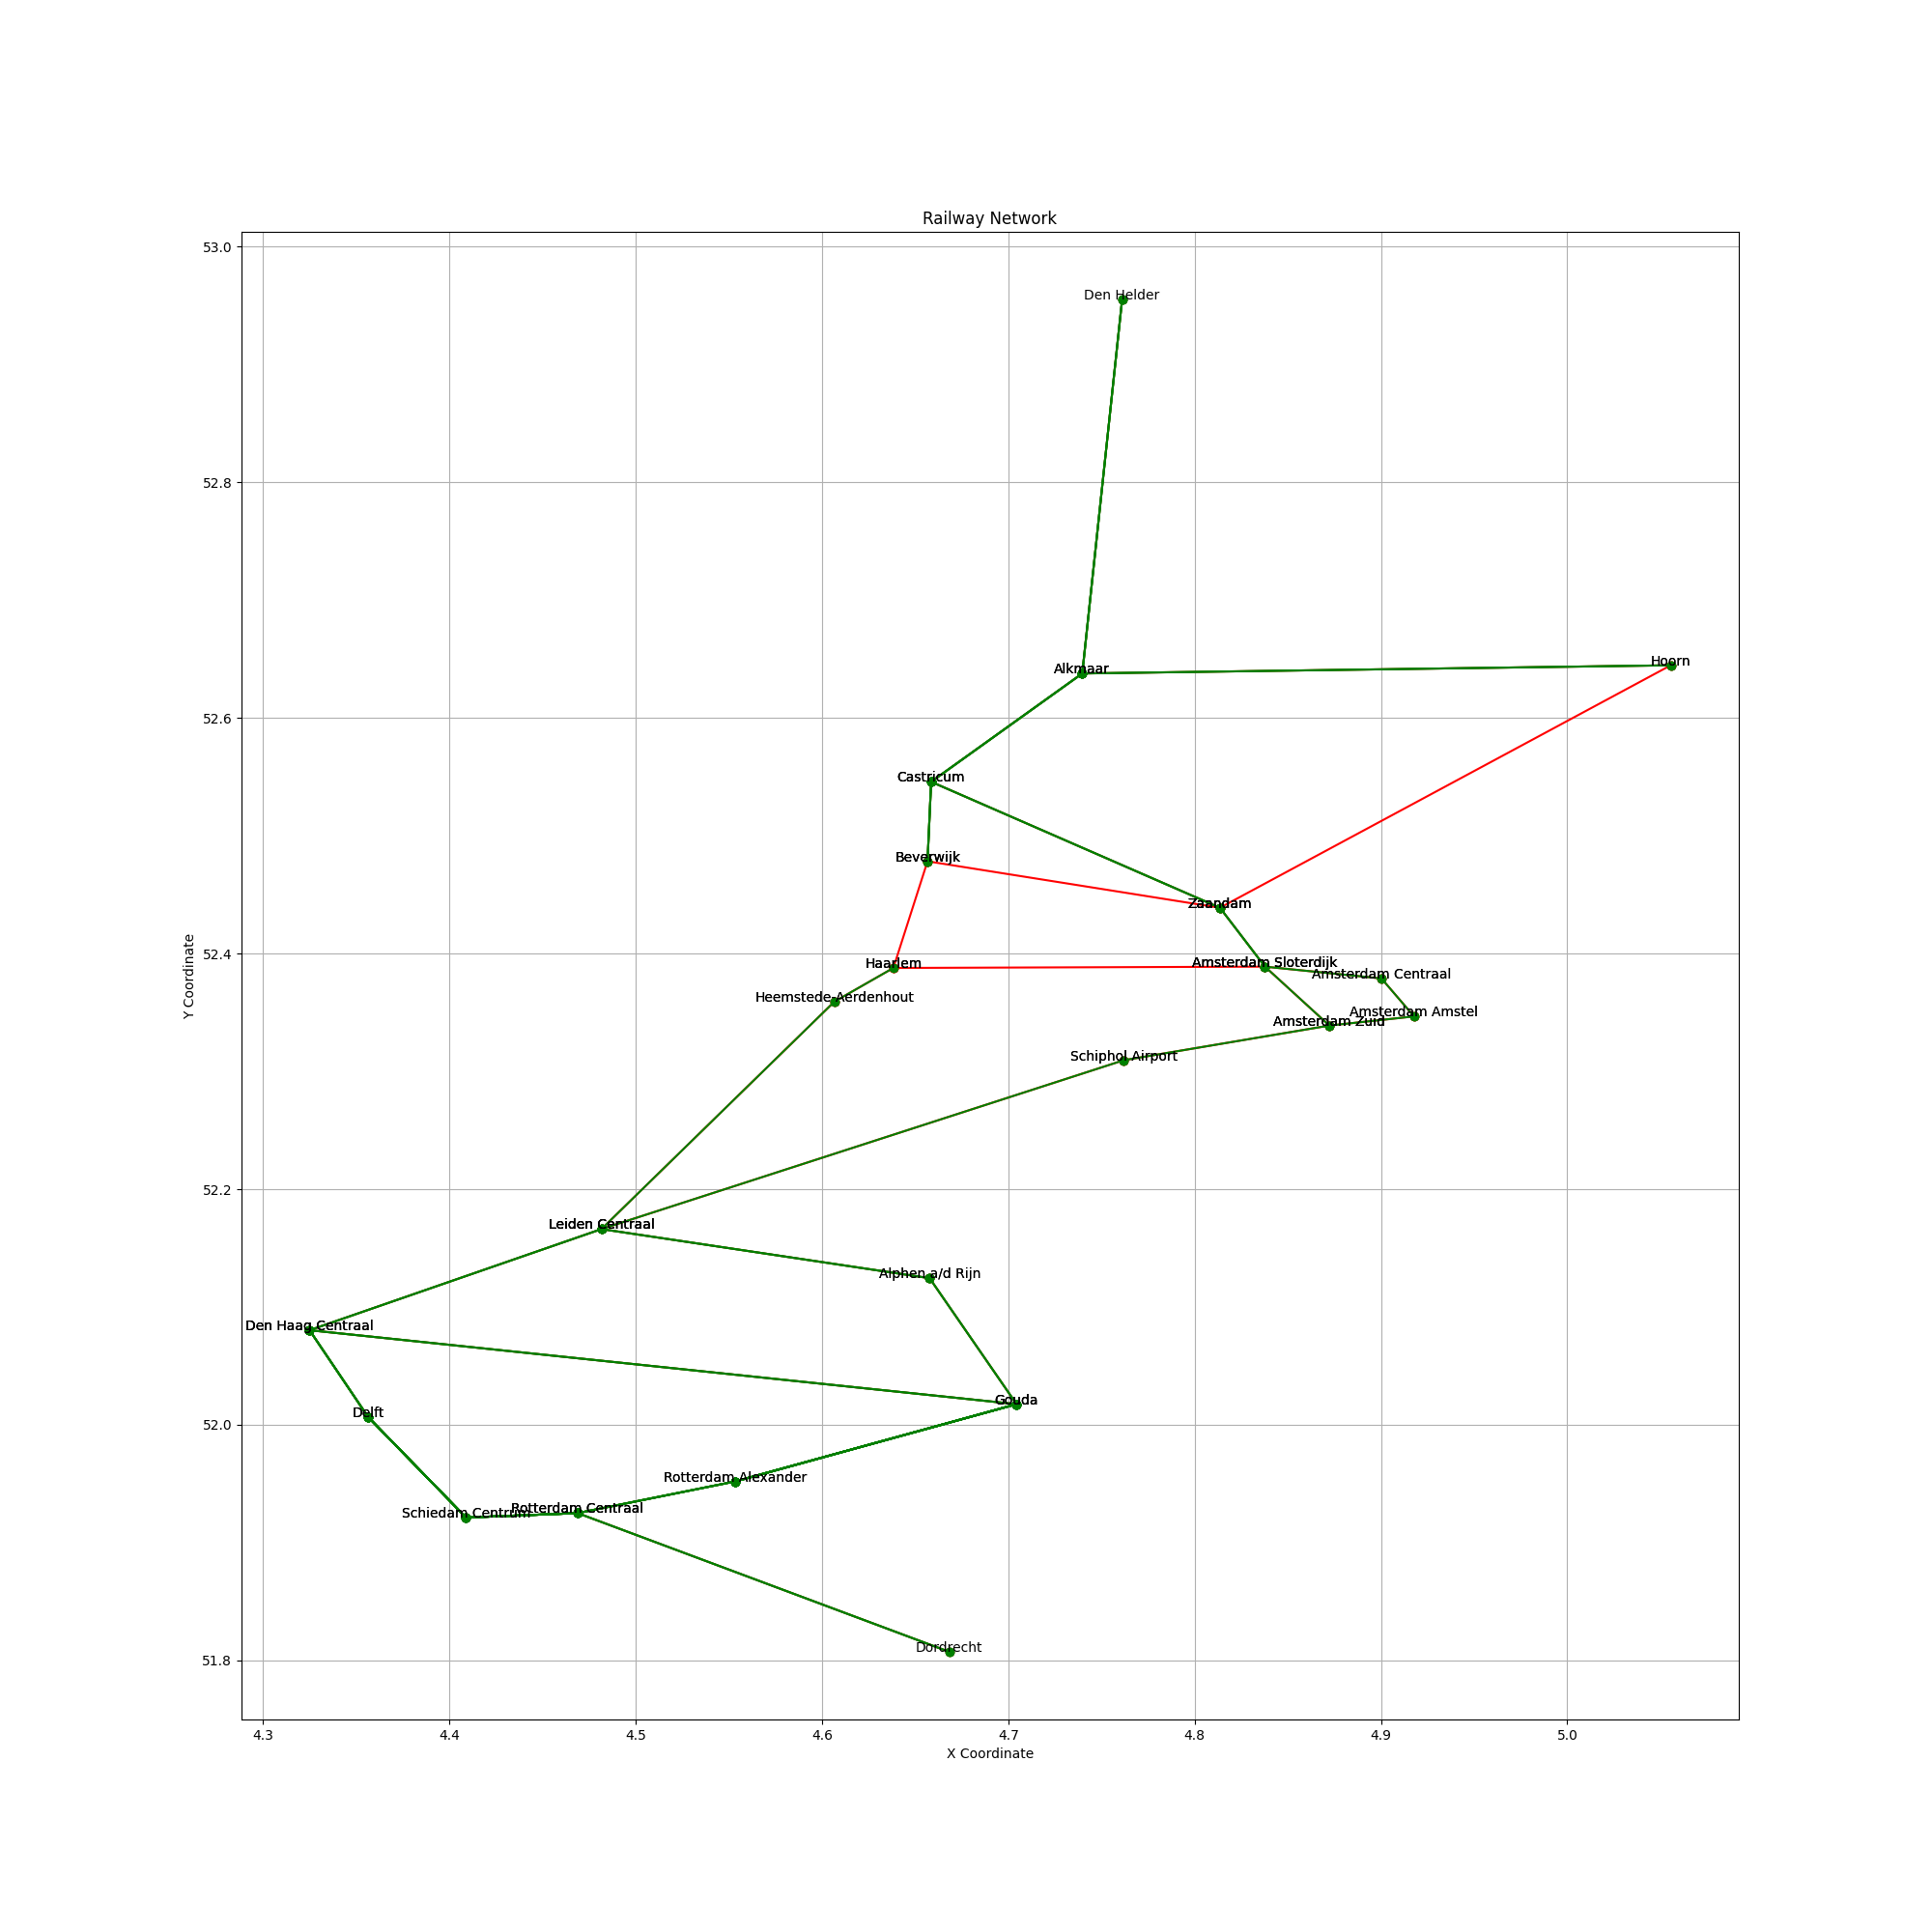 Railway Network
53.0
Den Helder
52.8
Hoorn
Alkmaar
52.6
Castricum
Beverwijk
Zaandam
52.4
Haarlem
Amsterdam Sloterdijk
Amsterdam Centraal
Heemstede-Aerdenhout
Amsterdam Amstel
Amsterdam Zuid
Schiphol Airport
Y Coordinate
52.2
Leiden Centraal
Alphen a/d Rijn
Den Haag Centraal
Gouda
Delft
52.0
Rotterdam Alexander
Rotterdam Centraal
Schiedam Centrum
Dordrecht
51.8
4.3 4.4 4.5 4.6 4.7 4.8 4.9 5.0
X Coordinate